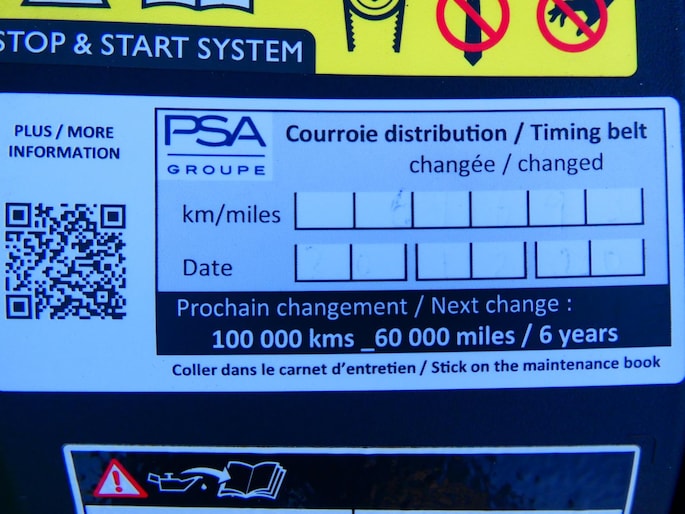 STOP & START SYSTEM
PLUS / MORE
INFORMATION
PSA
GROUPE
Courroie distribution / Timing belt
changée / changed
km/miles
Date
Prochain changement / Next change :
100 000 kms _60 000 miles / 6 years
Coller dans le carnet d'entretien / Stick on the maintenance book